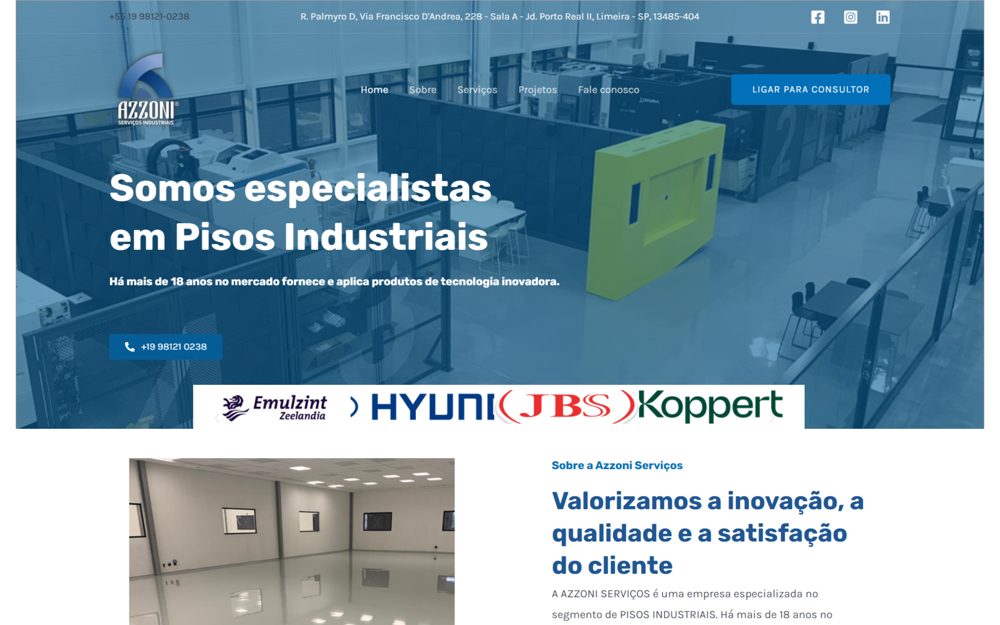 +55 19 98121-0238
R. Palmyro D, Via Francisco D'Andrea, 228 - Sala A - Jd. Porto Real II, Limeira - SP, 13485-404
AZZONI
SERVIÇOS INDUSTRIAIS
Home
Sobre
Serviços
Projetos
Fale conosco
LIGAR PARA CONSULTOR
Somos especialistas
em Pisos Industriais
Há mais de 18 anos no mercado fornece e aplica produtos de tecnologia inovadora.
+19 98121 0238
Emulzint
Zeelandia
HYUN
JBS
Koppert
Sobre a Azzoni Serviços
Valorizamos a inovação, a
qualidade e a satisfação
do cliente
A AZZONI SERVIÇOS é uma empresa especializada no
segmento de PISOS INDUSTRIAIS. Há mais de 18 anos no